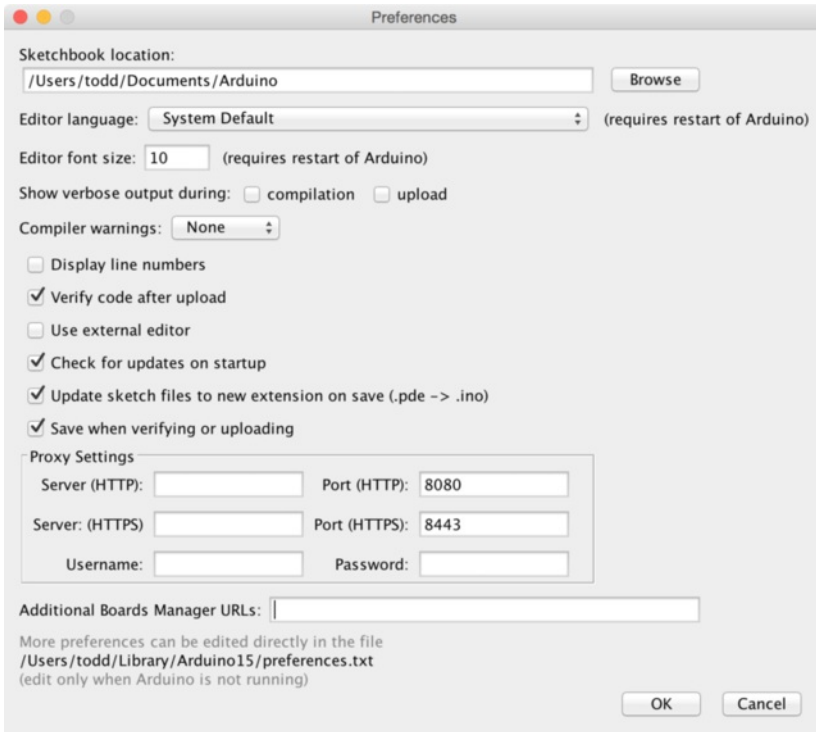 Preferences
Sketchbook location:
/Users/todd/Documents/Arduino Browse
Editor language: System Default (requires restart of Arduino)
Editor font size: 10 (requires restart of Arduino)
Show verbose output during: compilation upload
Compiler warnings: None
Display line numbers
Verify code after upload
Use external editor
Check for updates on startup
Update sketch files to new extension on save (.pde -> .ino)
Save when verifying or uploading
Proxy Settings
Server (HTTP): Port (HTTP): 8080
Server: (HTTPS) Port (HTTPS): 8443
Username: Password:
Additional Boards Manager URLs:
More preferences can be edited directly in the file
/Users/todd/Library/Arduino15/preferences.txt
(edit only when Arduino is not running)
OK Cancel